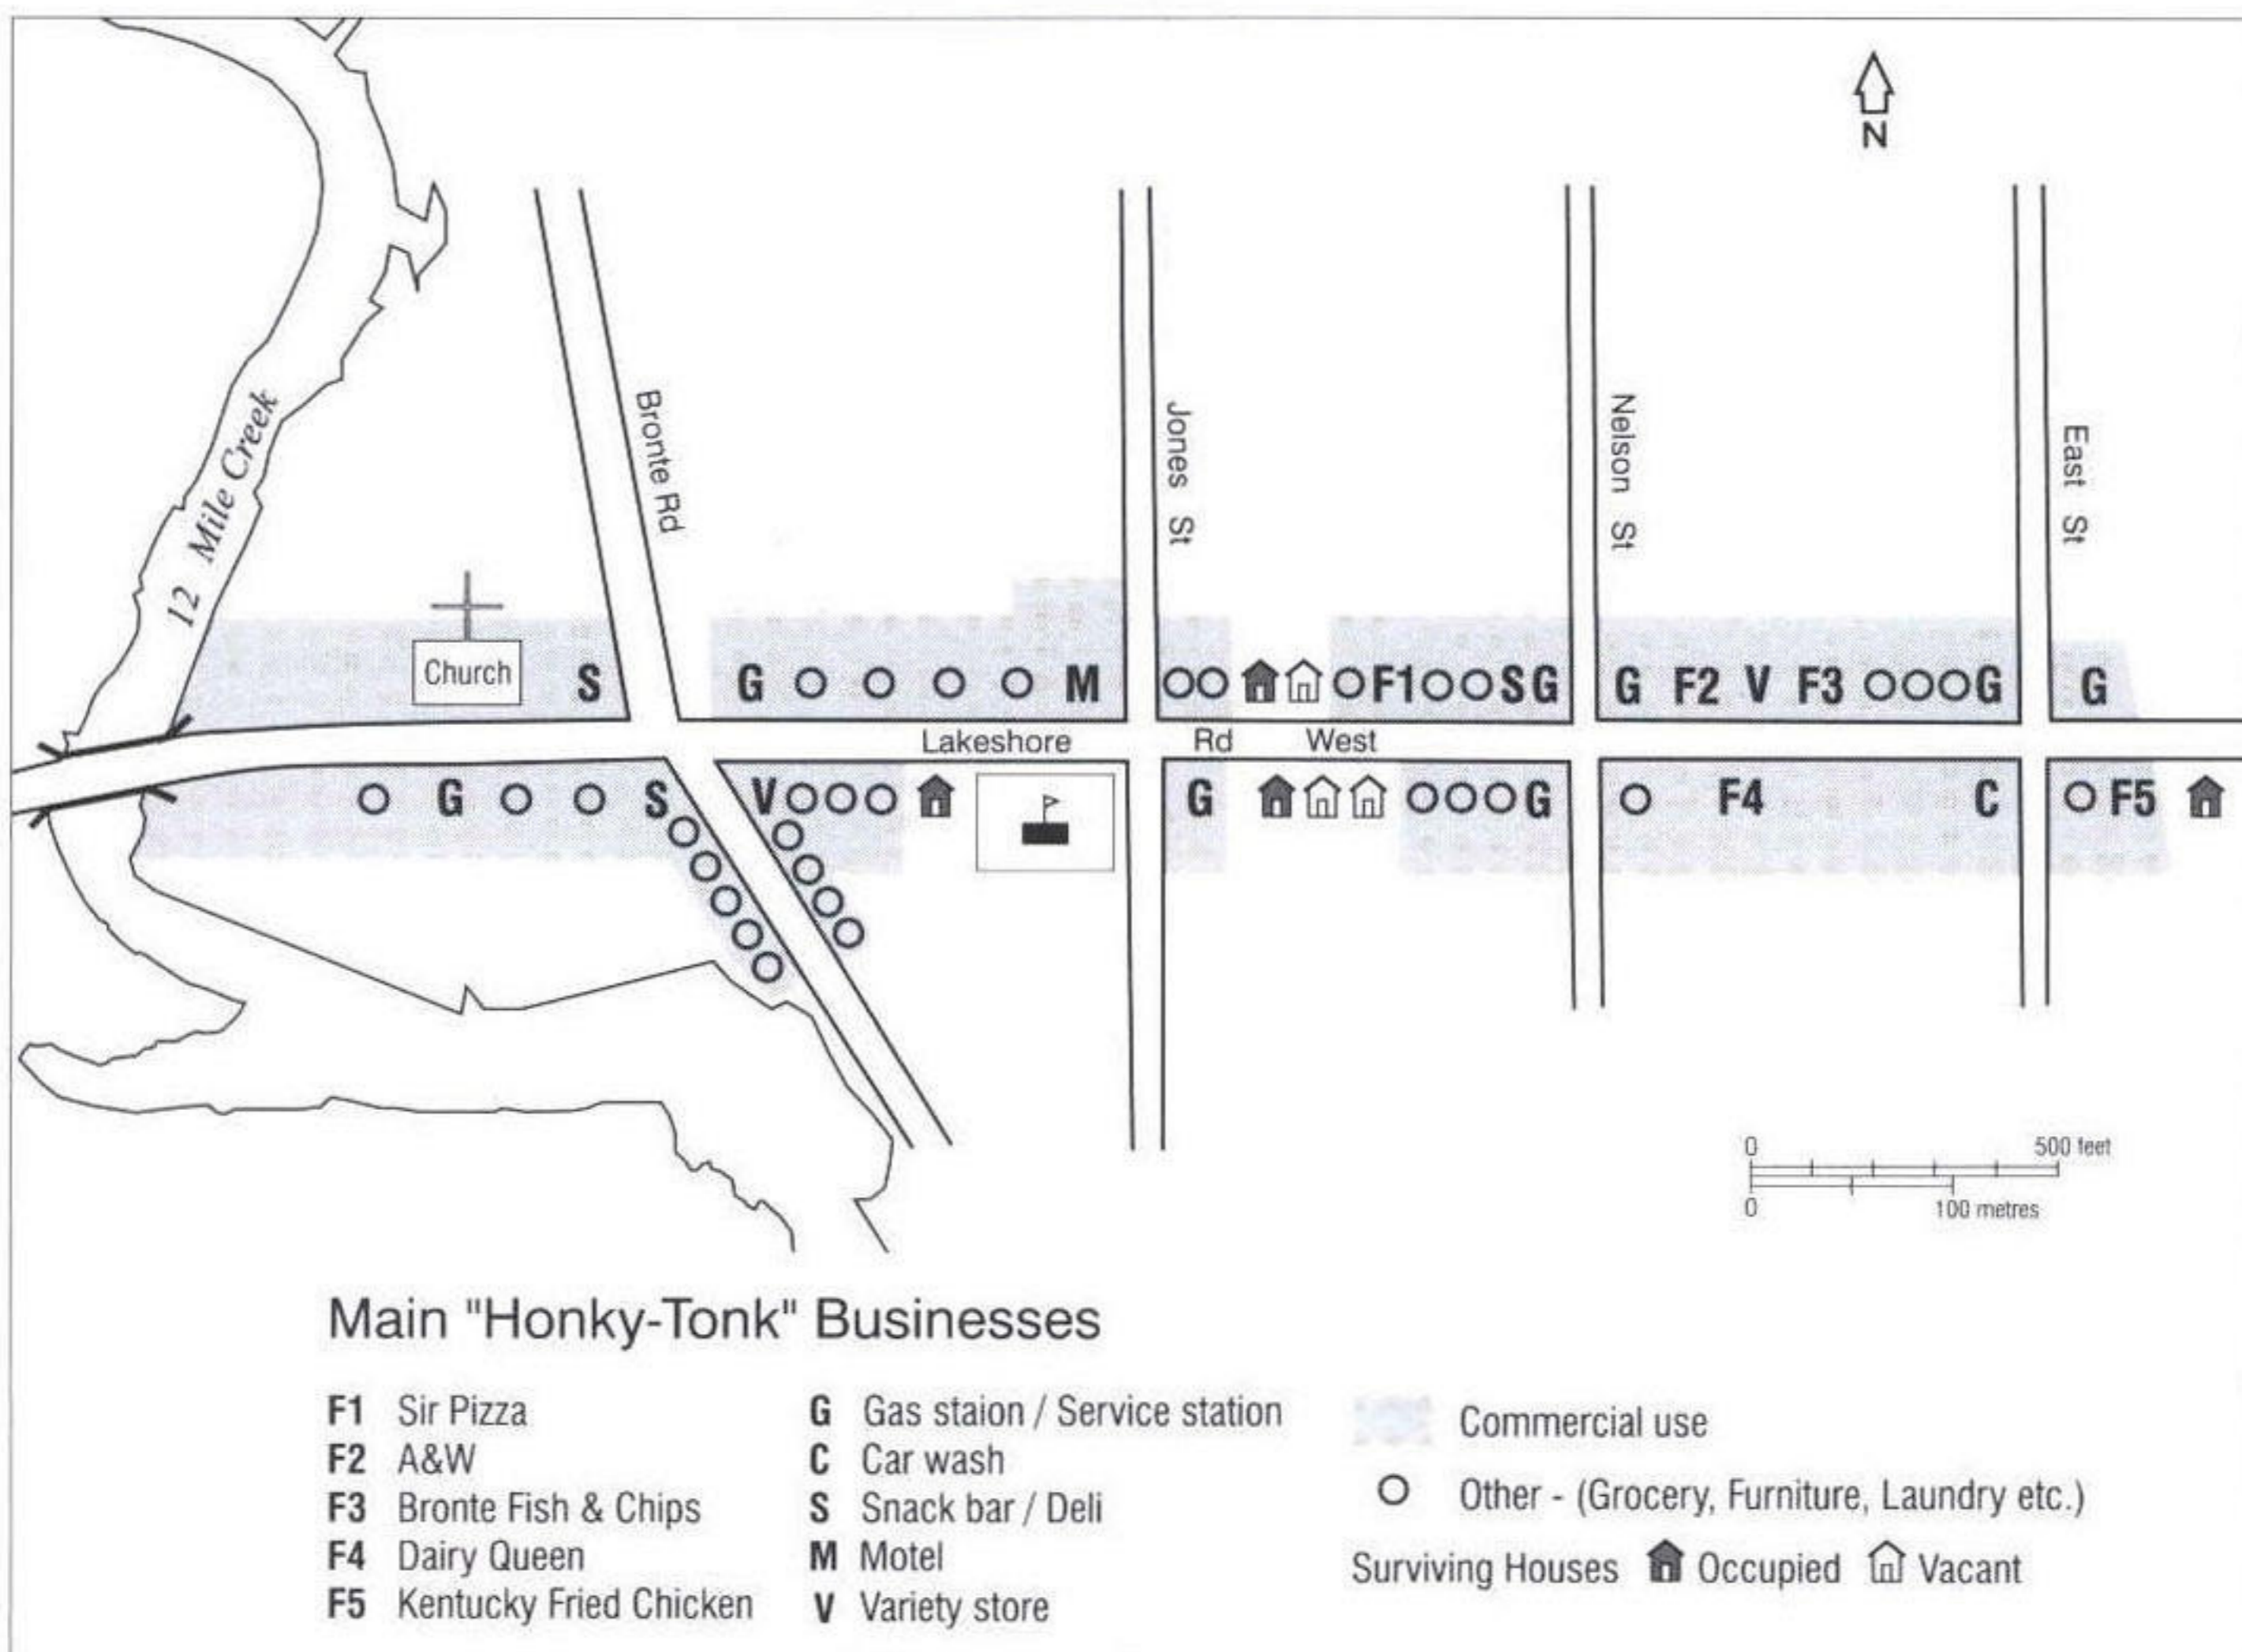 N
12 Mile Creek
Bronte Rd
Jones St
Nelson St
East St
Church
S
G M
F1 S G
G F2 V F3 G
G
Lakeshore Rd West
G S
V
G
G
F4 C
F5
0 500 feet
0 100 metres
Main "Honky-Tonk" Businesses
F1 Sir Pizza
F2 A&W
F3 Bronte Fish & Chips
F4 Dairy Queen
F5 Kentucky Fried Chicken
G Gas staion / Service station
C Car wash
S Snack bar / Deli
M Motel
V Variety store
Commercial use
Other - (Grocery, Furniture, Laundry etc.)
Surviving Houses Occupied Vacant